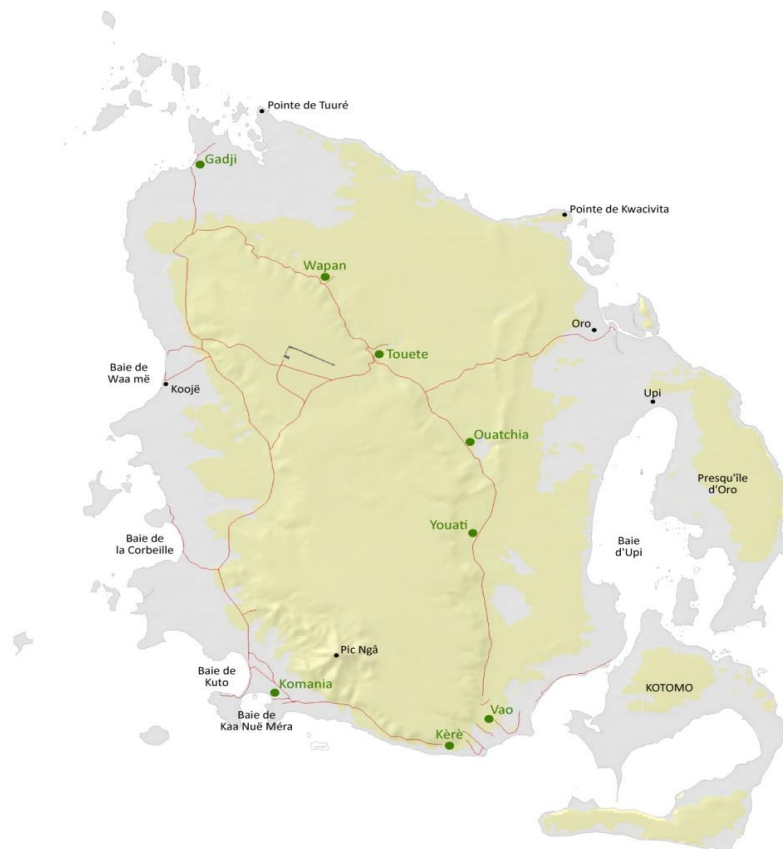 Pointe de Tuuré
Gadji
Pointe de Kwacivita
Wapan
Oro
Touete
Baie de
Waa më
Koojë
Upi
Ouatchia
Presqu'île
d'Oro
Youati
Baie de
la Corbeille
Baie
d'Upi
Pic Ngâ
Baie de
Kuto
Komania
KOTOMO
Baie de
Kaa Nuë Méra
Vao
Kèrè